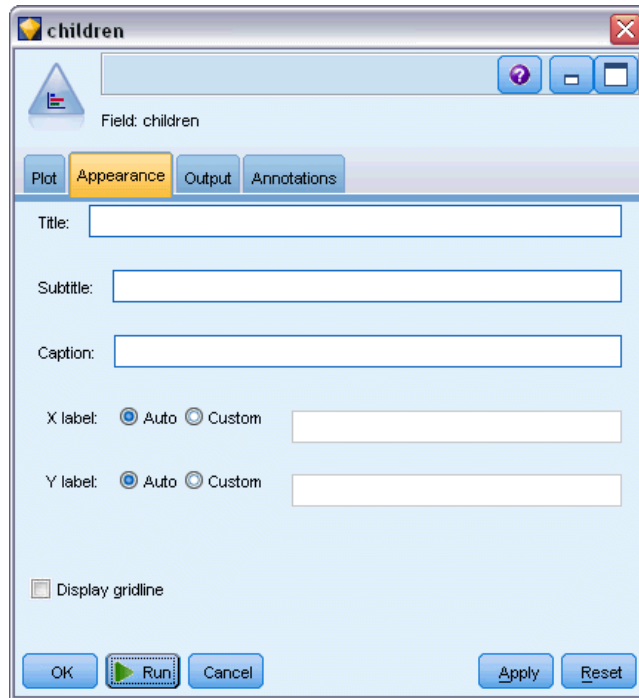 children
Field: children
Plot Appearance Output Annotations
Title:
Subtitle:
Caption:
X label: Auto Custom
Y label: Auto Custom
Display gridline
OK Run Cancel Apply Reset